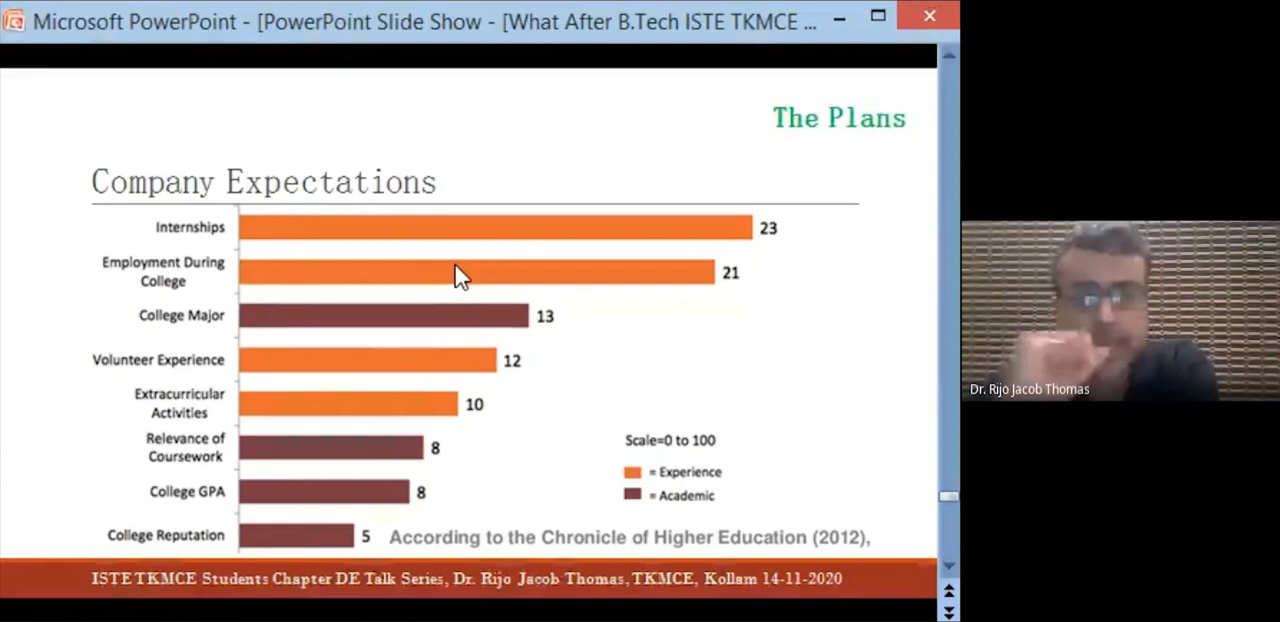 Microsoft PowerPoint - [PowerPoint Slide Show - [What After B.Tech ISTE TKMCE ...
The Plans
Company Expectations
Internships 23
Employment During
College 21
College Major 13
Volunteer Experience 12
Extracurricular
Activities 10
Relevance of
Coursework 8
College GPA 8
College Reputation 5
Scale=0 to 100
= Experience
= Academic
According to the Chronicle of Higher Education (2012),
ISTE TKMCE Students Chapter DE Talk Series, Dr. Rijo Jacob Thomas, TKMCE, Kollam 14-11-2020
Dr. Rijo Jacob Thomas